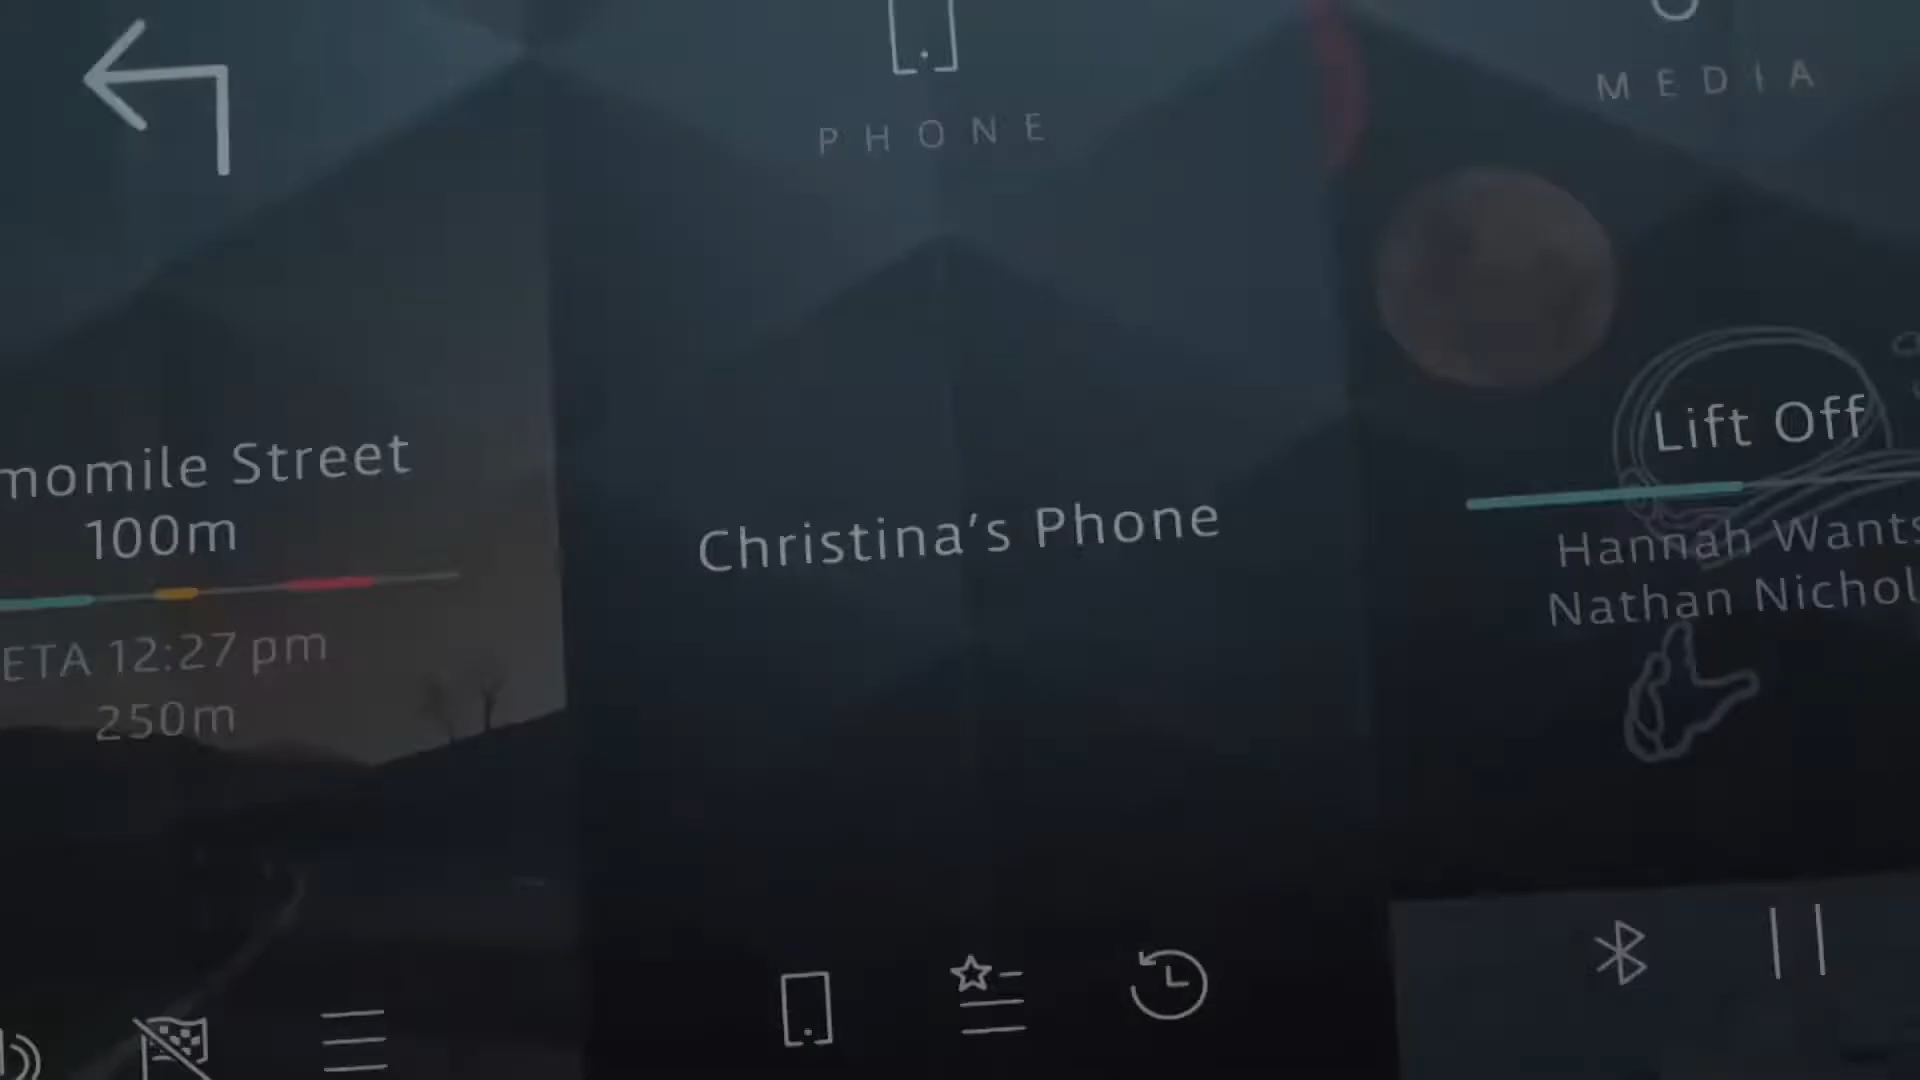 momile Street
100m
ETA 12:27 pm
250m
PHONE
Christina's Phone
MEDIA
Lift Off
Hannah Wants
Nathan Nichol